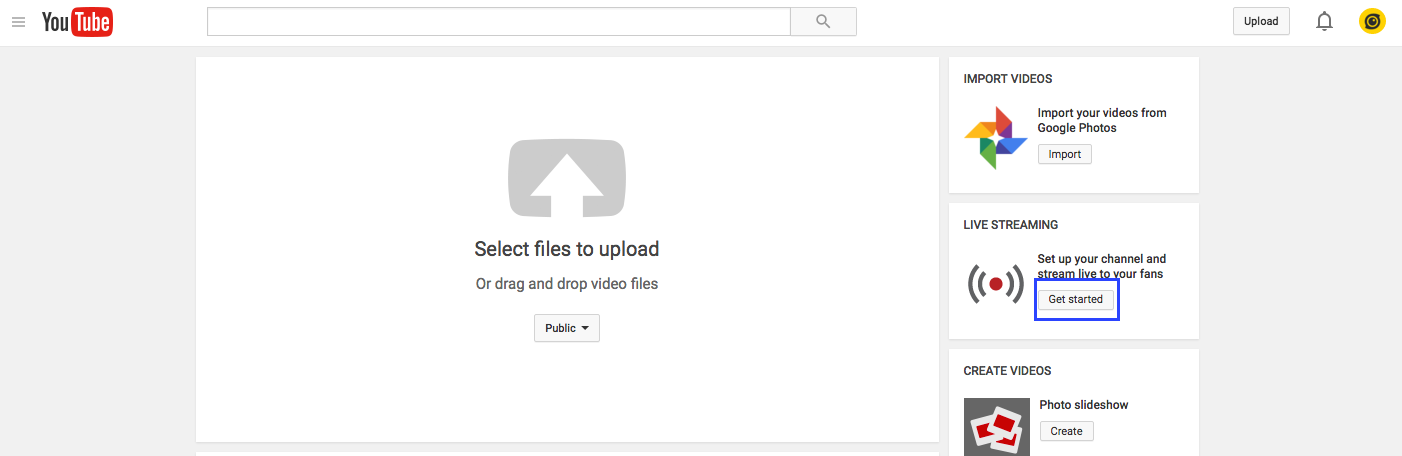 YouTube
Upload
Select files to upload
Or drag and drop video files
Public
IMPORT VIDEOS
Import your videos from
Google Photos
Import
LIVE STREAMING
Set up your channel and
stream live to your fans
Get started
CREATE VIDEOS
Photo slideshow
Create